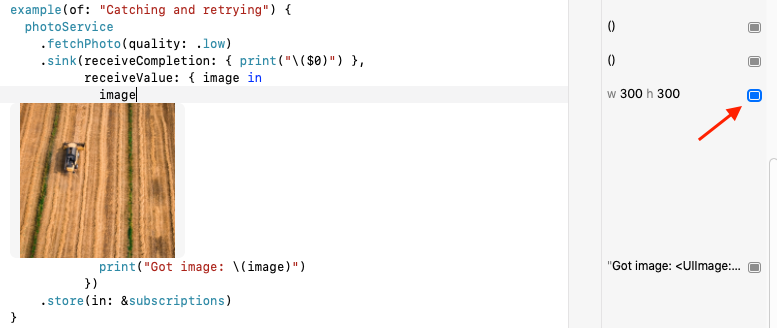 example(of: "Catching and retrying") {
photoService
.fetchPhoto(quality: .low)
()
.sink(receiveCompletion: { print("\($0)") },
()
receiveValue: { image in
image
w 300 h 300
print("Got image: \(image)")
"Got image: <UIImage:...
})
.store(in: &subscriptions)
}